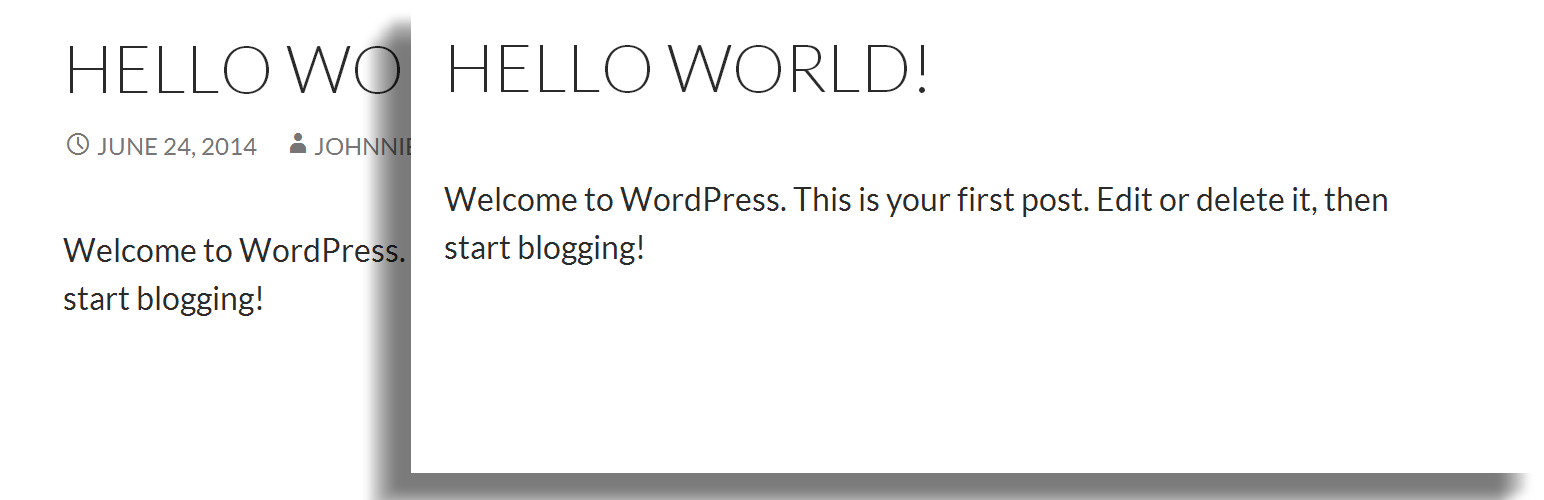 HELLO WO
JUNE 24, 2014 JOHNNIE
Welcome to WordPress.
start blogging!
HELLO WORLD!
Welcome to WordPress. This is your first post. Edit or delete it, then
start blogging!